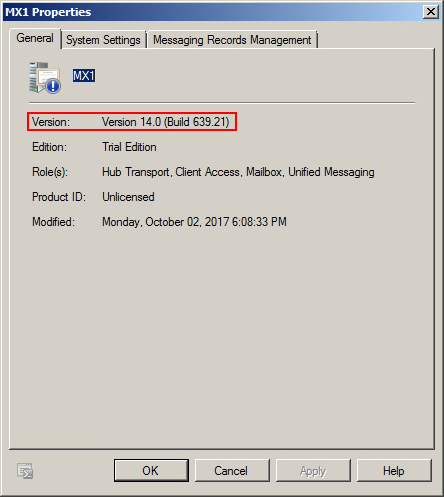 MX1 Properties
General System Settings Messaging Records Management
MX1
Version: Version 14.0 (Build 639.21)
Edition: Trial Edition
Role(s): Hub Transport, Client Access, Mailbox, Unified Messaging
Product ID: Unlicensed
Modified: Monday, October 02, 2017 6:08:33 PM
OK Cancel Apply Help